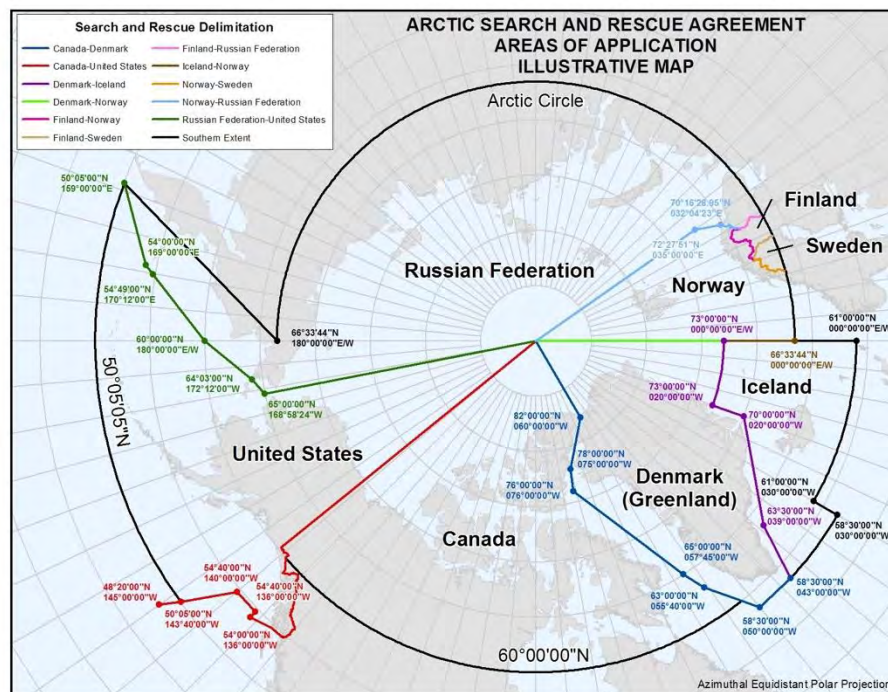 ARCTIC SEARCH AND RESCUE AGREEMENT
AREAS OF APPLICATION
ILLUSTRATIVE MAP
Search and Rescue Delimitation
Canada-Denmark
Canada-United States
Denmark-Iceland
Denmark-Norway
Finland-Norway
Finland-Sweden
Finland-Russian Federation
Iceland-Norway
Norway-Sweden
Norway-Russian Federation
Russian Federation-United States
Southern Extent
Arctic Circle
50°05'00"N
159°00'00"E
54°00'00"N
169°00'00"E
54°49'00"N
170°12'00"E
60°00'00"N
180°00'00"E/W
64°03'00"N
172°12'00"W
65°00'00"N
168°58'24"W
66°33'44"N
180°00'00"E/W
Russian Federation
70°16'28.95"N
032°04'23"E
72°27'51"N
035°00'00"E
Finland
Sweden
Norway
73°00'00"N
000°00'00"E/W
61°00'00"N
000°00'00"E/W
66°33'44"N
000°00'00"E/W
Iceland
73°00'00"N
020°00'00"W
70°00'00"N
020°00'00"W
50°05'05"N
United States
82°00'00"N
060°00'00"W
78°00'00"N
075°00'00"W
76°00'00"N
076°00'00"W
Denmark
(Greenland)
61°00'00"N
030°00'00"W
63°30'00"N
039°00'00"W
58°30'00"N
030°00'00"W
Canada
65°00'00"N
057°45'00"W
63°00'00"N
055°40'00"W
58°30'00"N
043°00'00"W
58°30'00"N
050°00'00"W
48°20'00"N
145°00'00"W
50°05'00"N
143°40'00"W
54°40'00"N
140°00'00"W
54°40'00"N
136°00'00"W
54°00'00"N
136°00'00"W
60°00'00"N
Azimuthal Equidistant Polar Projection